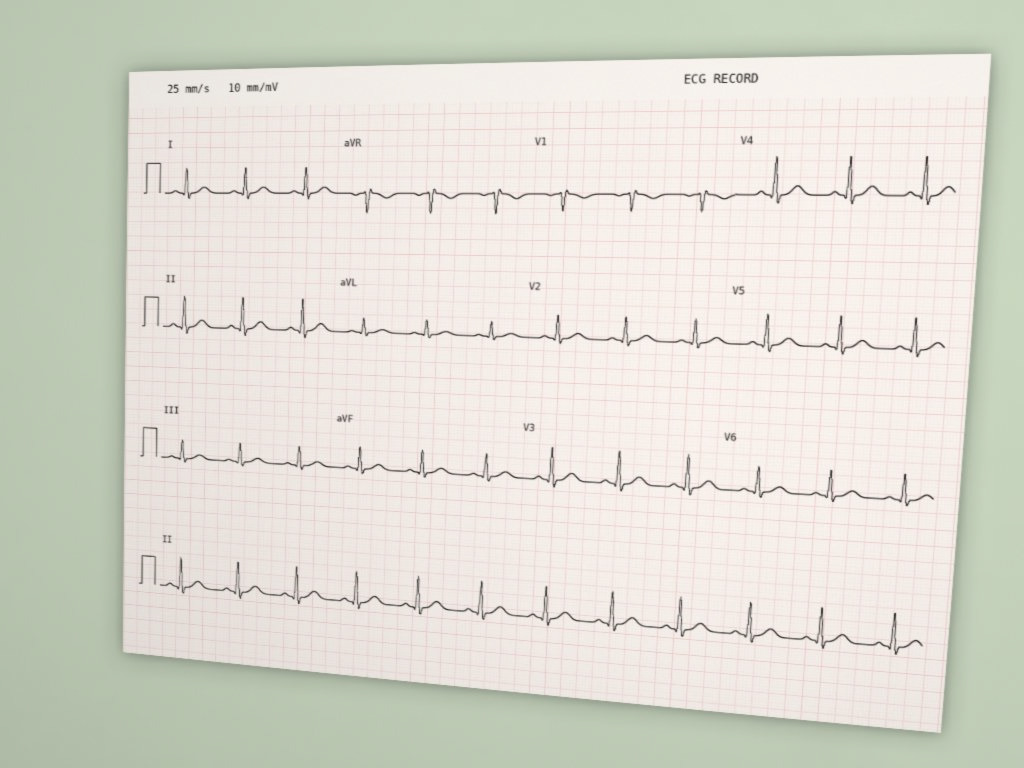 25 mm/s 10 mm/mV
ECG RECORD
I aVR V1 V4
II aVL V2 V5
III aVF V3 V6
II